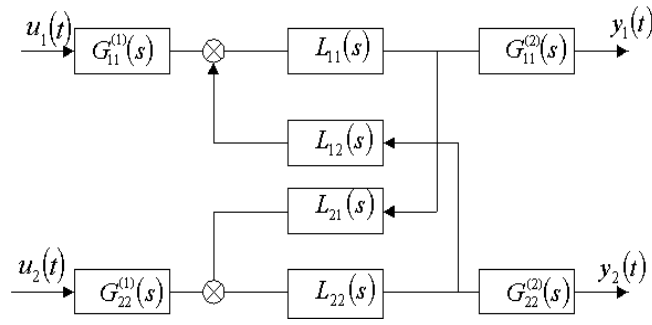 u₁(t)
G₁₁⁽¹⁾(s)
L₁₁(s)
G₁₁⁽²⁾(s)
y₁(t)
L₁₂(s)
L₂₁(s)
u₂(t)
G₂₂⁽¹⁾(s)
L₂₂(s)
G₂₂⁽²⁾(s)
y₂(t)